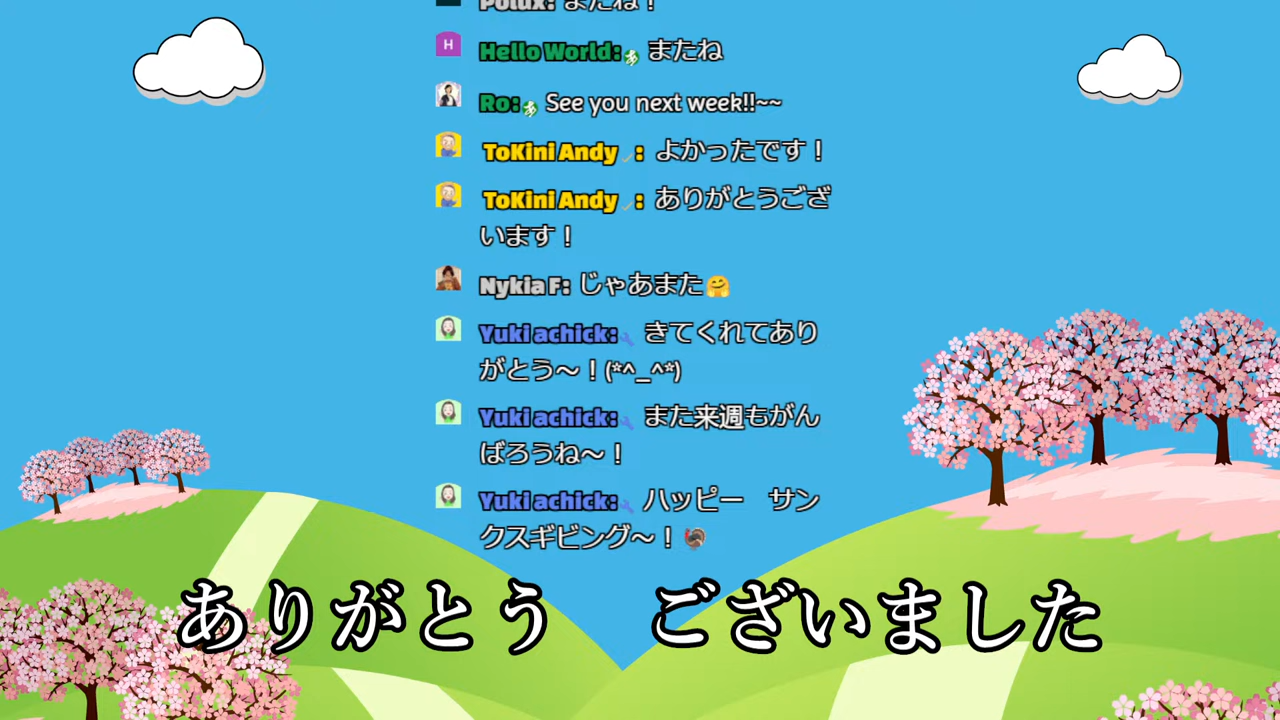 Polux: またね！
H
Hello World: またね
Ro: See you next week!!~~
ToKini Andy : よかったです！
ToKini Andy : ありがとうござ
います！
Nykia F: じゃあまた🤗
Yuki achick: きてくれてあり
がとう〜！(*^_^*)
Yuki achick: また来週もがん
ばろうね〜！
Yuki achick: ハッピー　サン
クスギビング〜！🦃
ありがとう　ございました